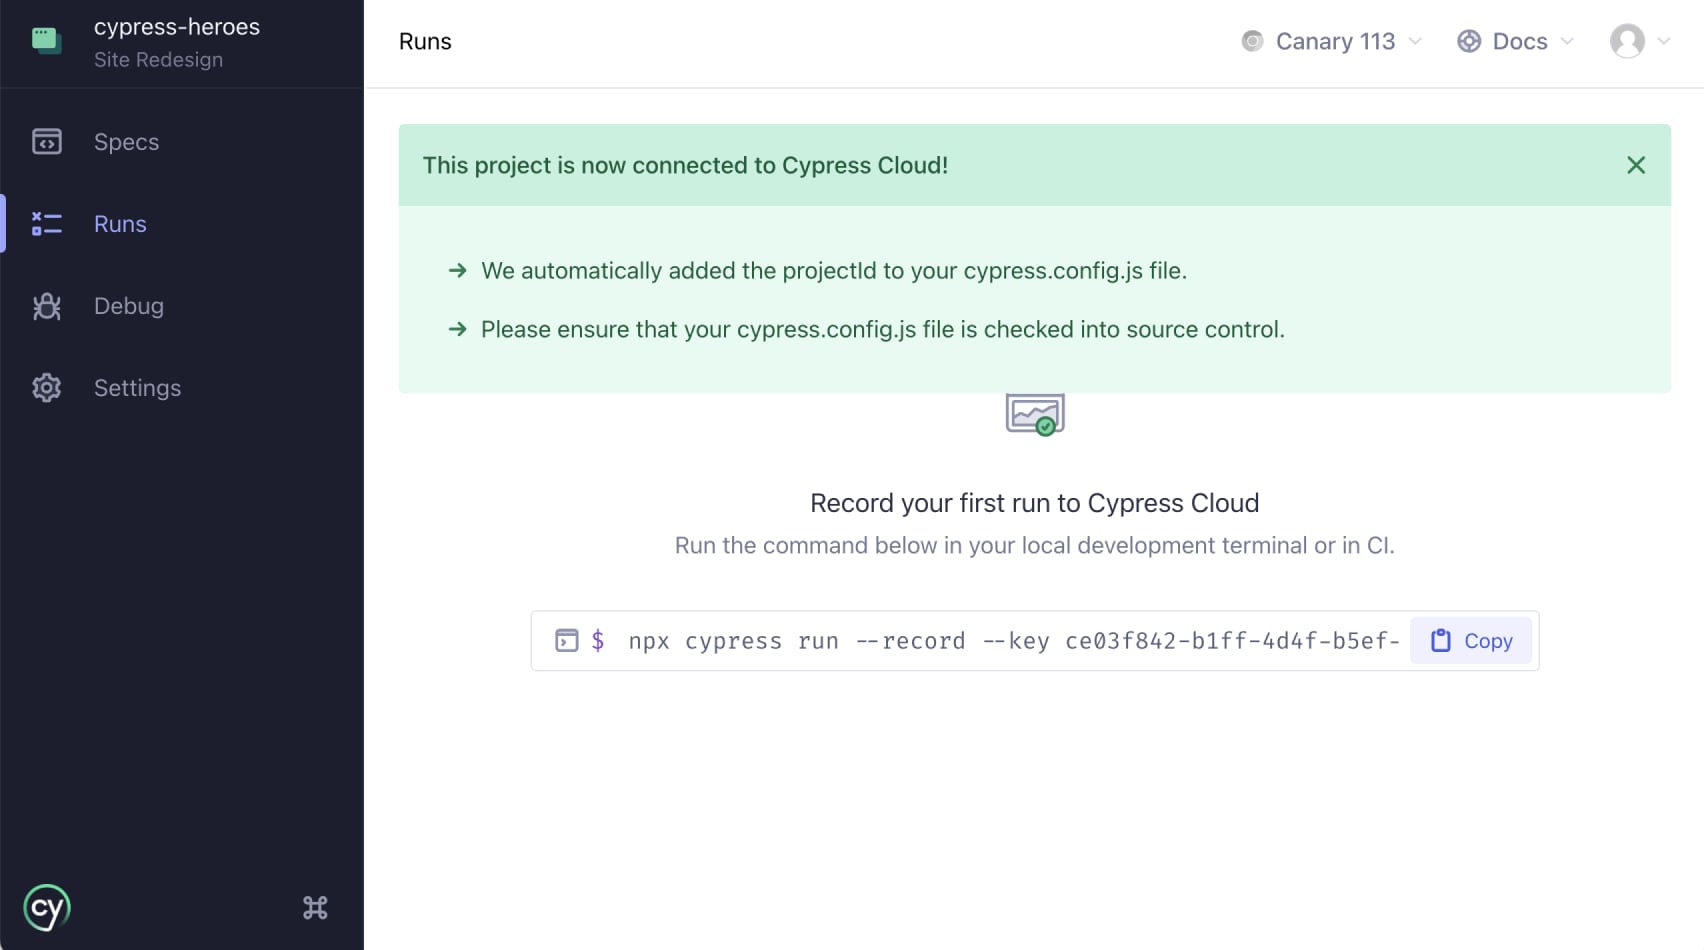 cypress-heroes
Site Redesign
Specs
Runs
Debug
Settings
cy
Runs
Canary 113
Docs
This project is now connected to Cypress Cloud!
→ We automatically added the projectId to your cypress.config.js file.
→ Please ensure that your cypress.config.js file is checked into source control.
Record your first run to Cypress Cloud
Run the command below in your local development terminal or in CI.
$ npx cypress run --record --key ce03f842-b1ff-4d4f-b5ef-
Copy